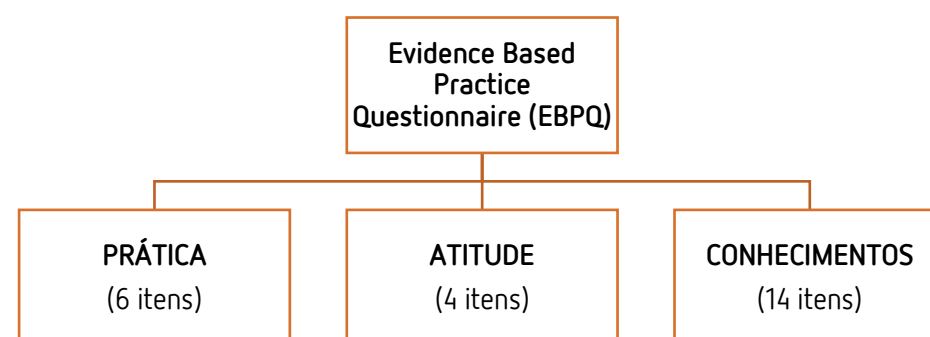 Evidence Based
Practice
Questionnaire (EBPQ)
PRÁTICA
(6 itens)
ATITUDE
(4 itens)
CONHECIMENTOS
(14 itens)